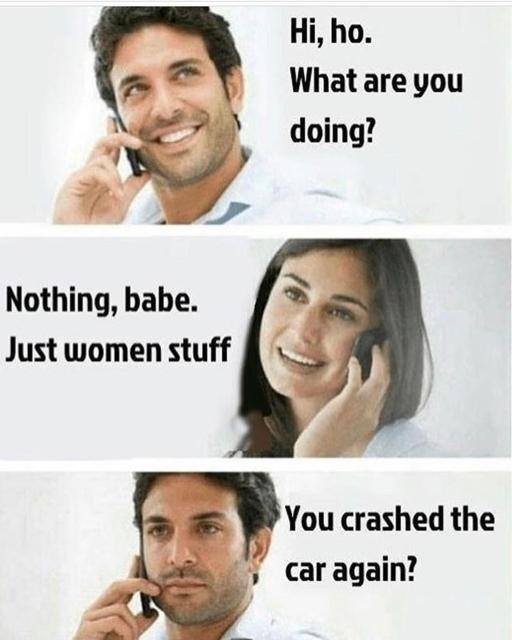 Hi, ho.
What are you
doing?
Nothing, babe.
Just women stuff
You crashed the
car again?